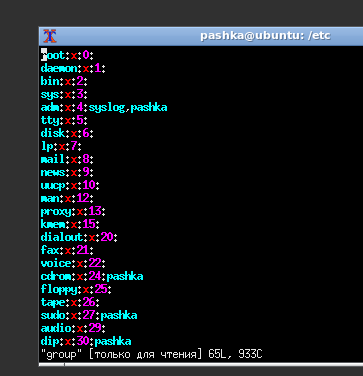 pashka@ubuntu: /etc
root:x:0:
daemon:x:1:
bin:x:2:
sys:x:3:
adm:x:4:syslog,pashka
tty:x:5:
disk:x:6:
lp:x:7:
mail:x:8:
news:x:9:
uucp:x:10:
man:x:12:
proxy:x:13:
kmem:x:15:
dialout:x:20:
fax:x:21:
voice:x:22:
cdrom:x:24:pashka
floppy:x:25:
tape:x:26:
sudo:x:27:pashka
audio:x:29:
dip:x:30:pashka
"group" [только для чтения] 65L, 933C